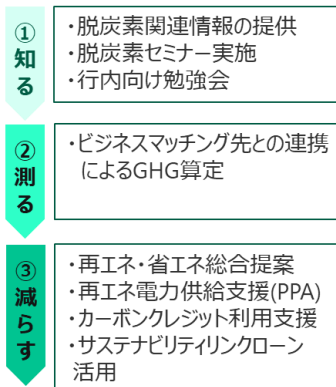 ①
知
る
・脱炭素関連情報の提供
・脱炭素セミナー実施
・行内向け勉強会
②
測
る
・ビジネスマッチング先との連携
によるGHG算定
③
減
ら
す
・再エネ・省エネ総合提案
・再エネ電力供給支援(PPA)
・カーボンクレジット利用支援
・サステナビリティリンクローン
活用